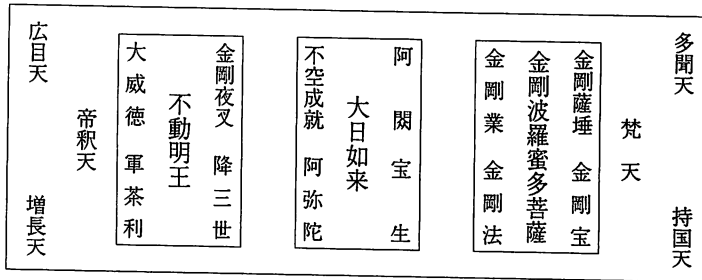 多聞天　持国天
梵天
金剛薩埵　金剛宝
金剛波羅蜜多菩薩
金剛業　金剛法
阿閦　宝生
大日如来
不空成就　阿弥陀
金剛夜叉　降三世
不動明王
大威徳　軍荼利
帝釈天
広目天　増長天